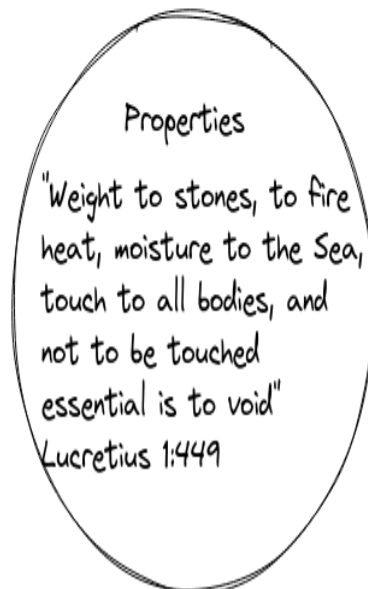 Properties
"Weight to stones, to fire
heat, moisture to the Sea,
touch to all bodies, and
not to be touched
essential is to void"
Lucretius 1:449